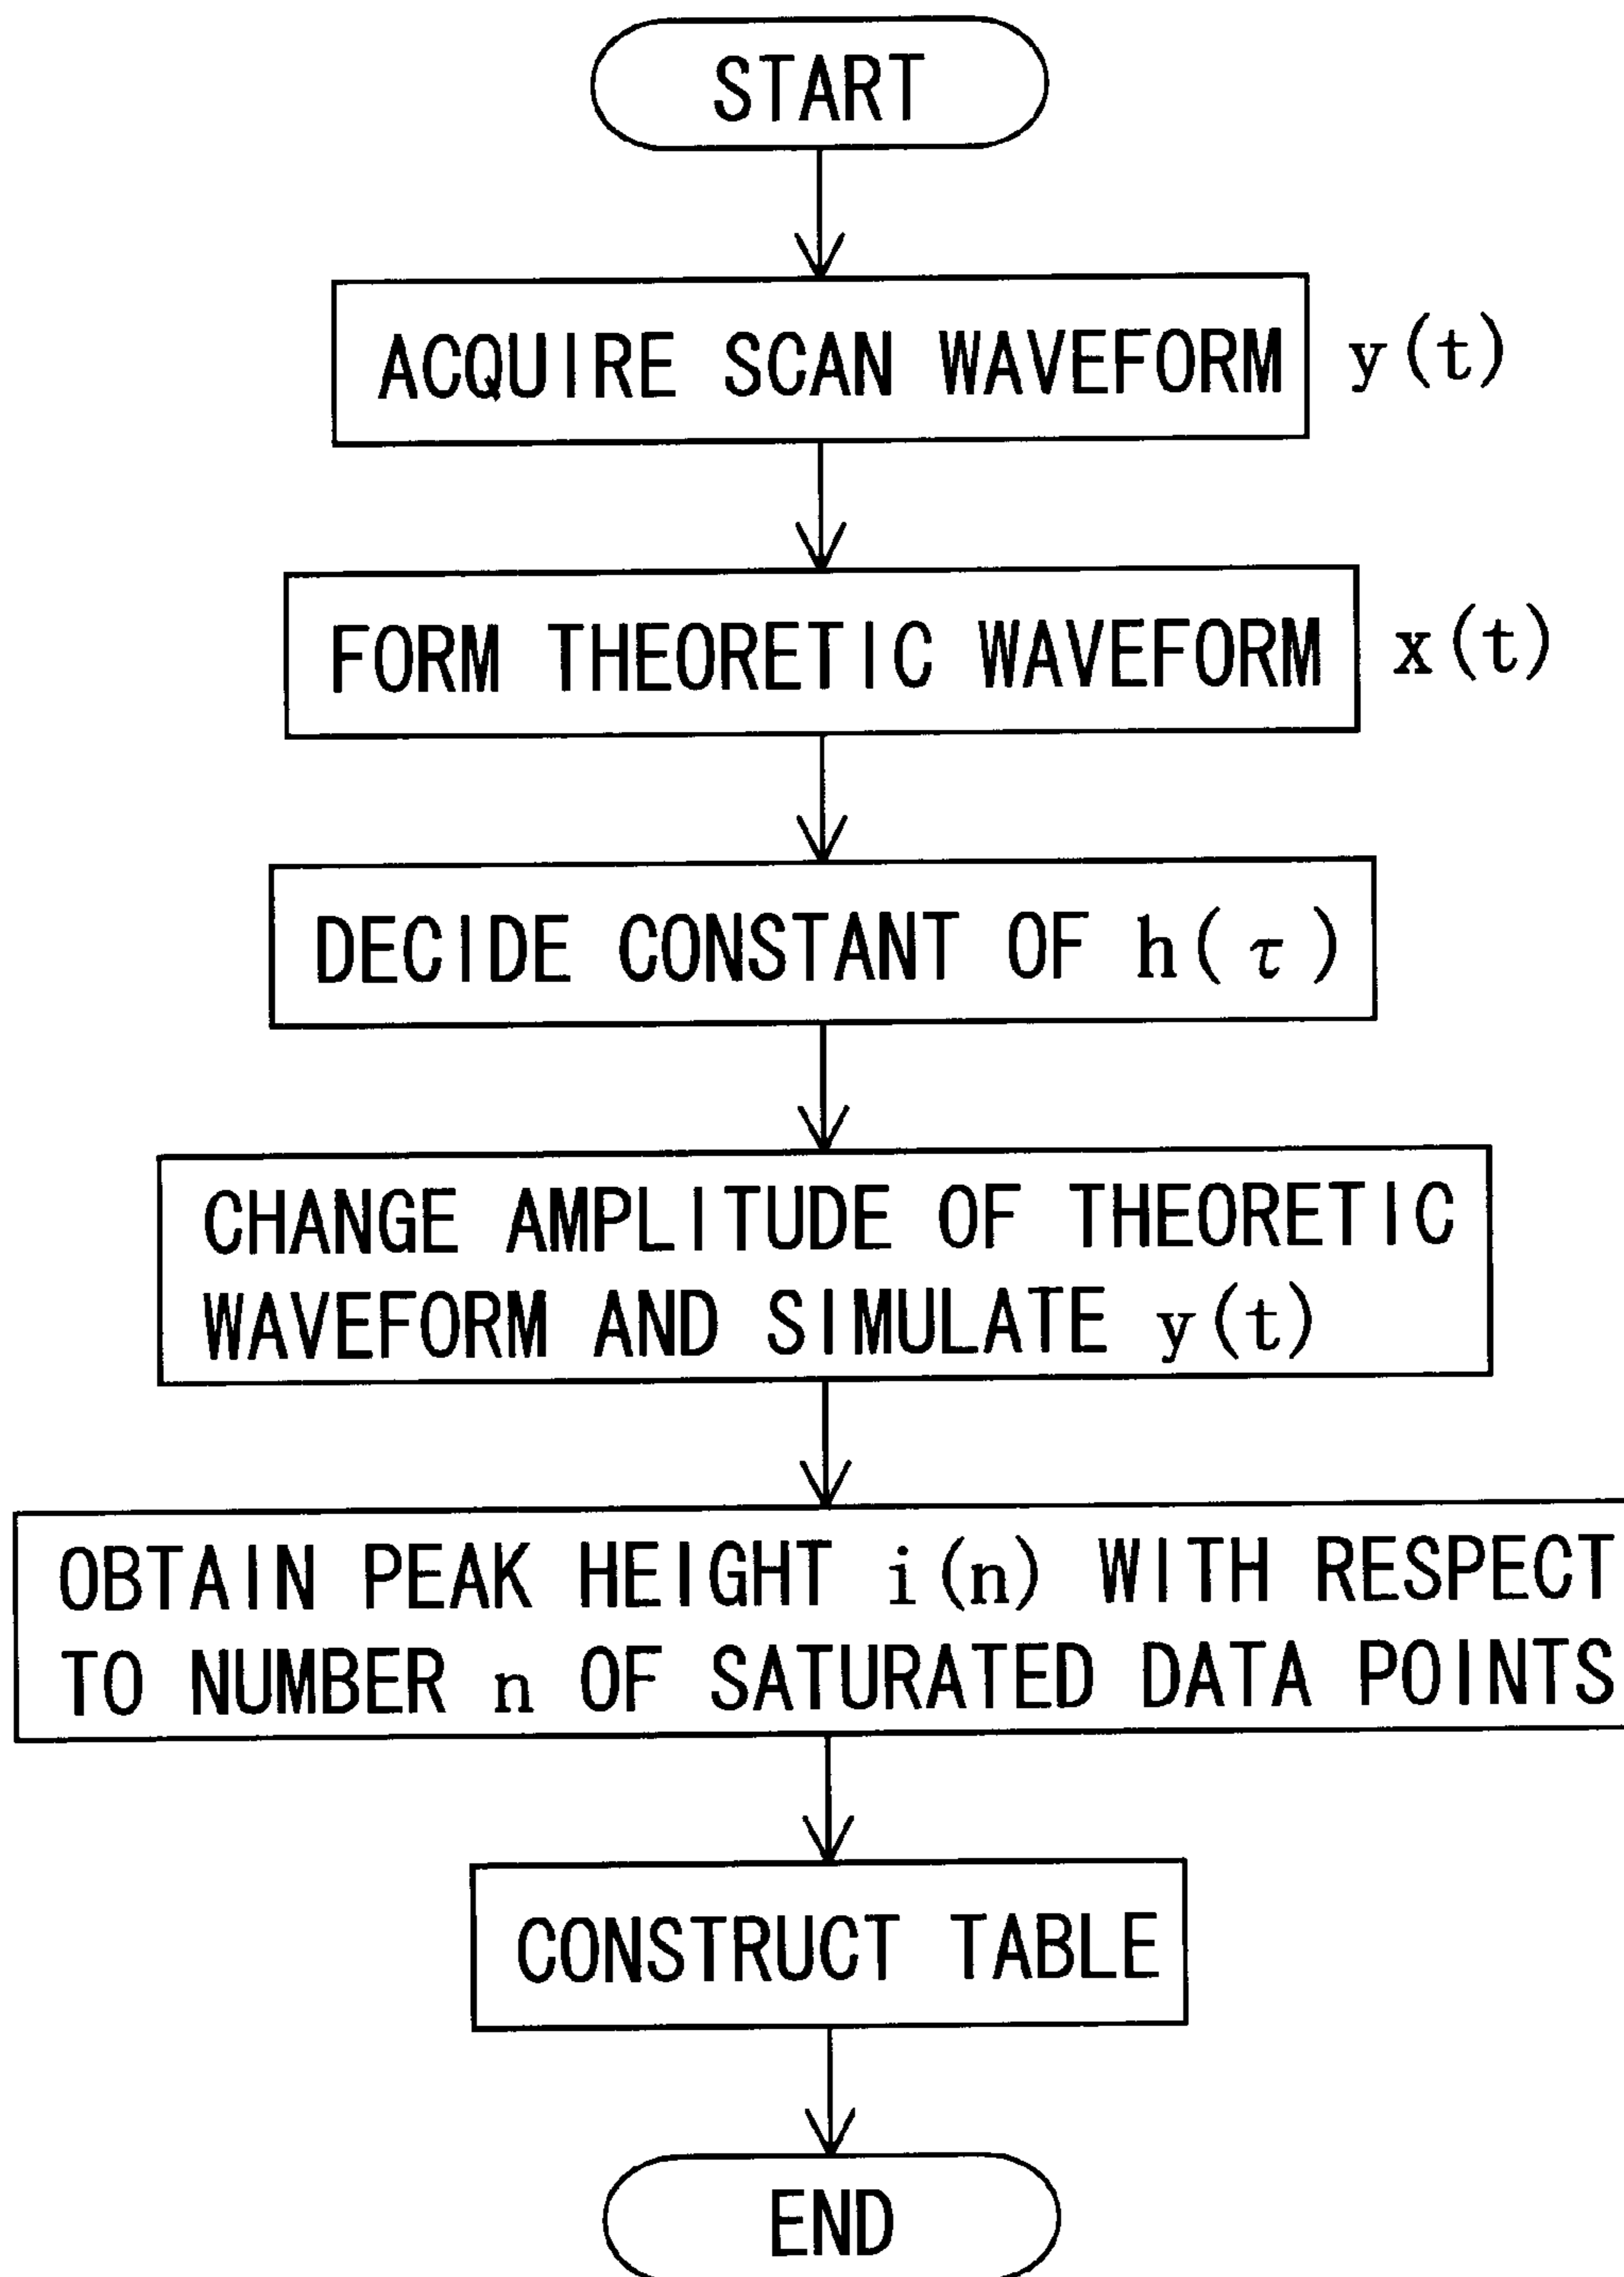 START
ACQUIRE SCAN WAVEFORM y(t)
FORM THEORETIC WAVEFORM x(t)
DECIDE CONSTANT OF h(τ)
CHANGE AMPLITUDE OF THEORETIC
WAVEFORM AND SIMULATE y(t)
OBTAIN PEAK HEIGHT i(n) WITH RESPECT
TO NUMBER n OF SATURATED DATA POINTS
CONSTRUCT TABLE
END